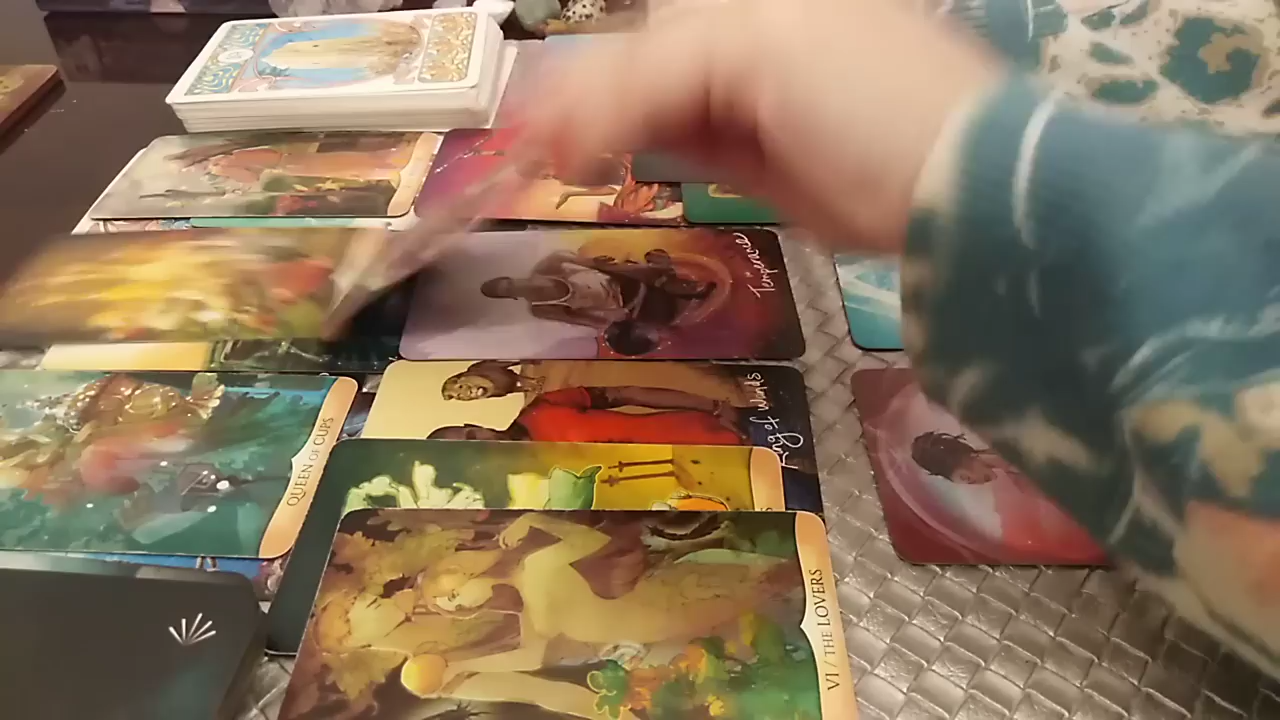 Temperance
King of Wands
QUEEN OF CUPS
VI / THE LOVERS